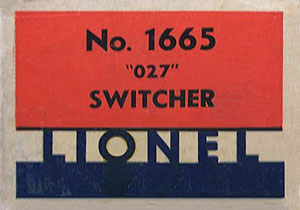 No. 1665
"027"
SWITCHER
LIONEL